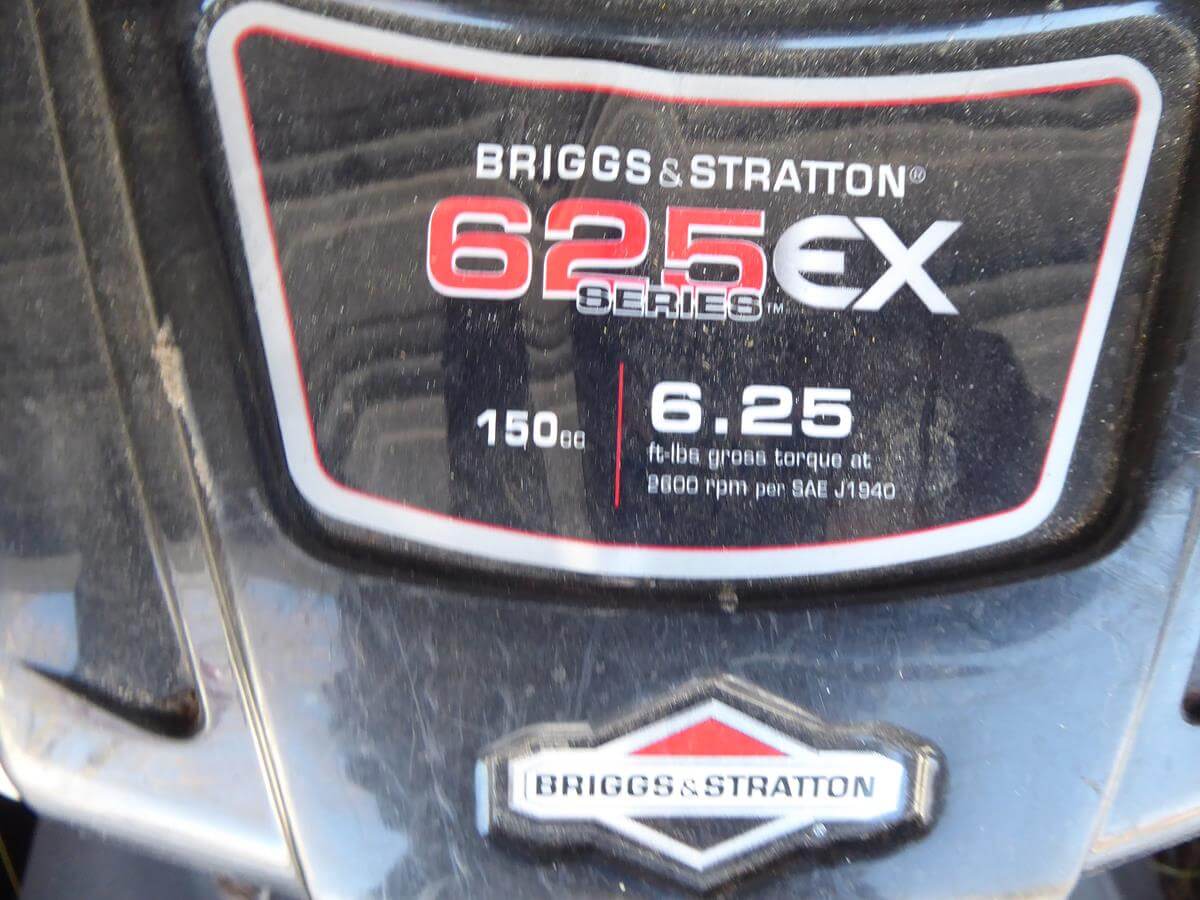 BRIGGS & STRATTON®
625EX
SERIES™
150cc
6.25
ft-lbs gross torque at
2600 rpm per SAE J1940
BRIGGS & STRATTON